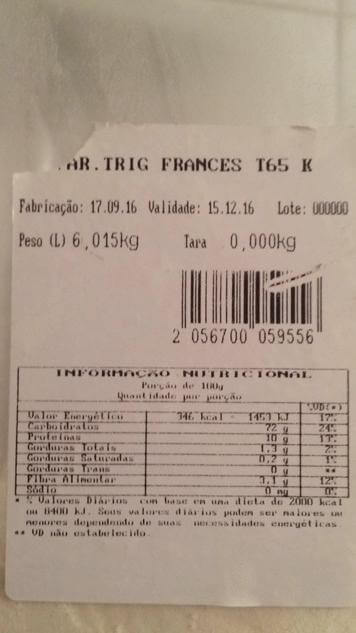 AR.TRIG FRANCES T65 K
Fabricação: 17.09.16 Validade: 15.12.16 Lote: 000000
Peso (L) 6,015kg Tara 0,000kg
2 056700 059556
INFORMAÇÃO NUTRICIONAL
Porção de 100g
Quantidade por porção
%VD(*)
Valor Energético 346 kcal - 1453 kJ 17%
Carboidratos 72 g 24%
Proteínas 10 g 13%
Gorduras Totais 1,3 g 2%
Gorduras Saturadas 0,2 g 1%
Gorduras Trans 0 g **
Fibra Alimentar 3,1 g 12%
Sódio 0 mg 0%
* % Valores Diários com base em uma dieta de 2000 kcal
ou 8400 kJ. Seus valores diários podem ser maiores ou
menores dependendo de suas necessidades energéticas.
** VD não estabelecido.